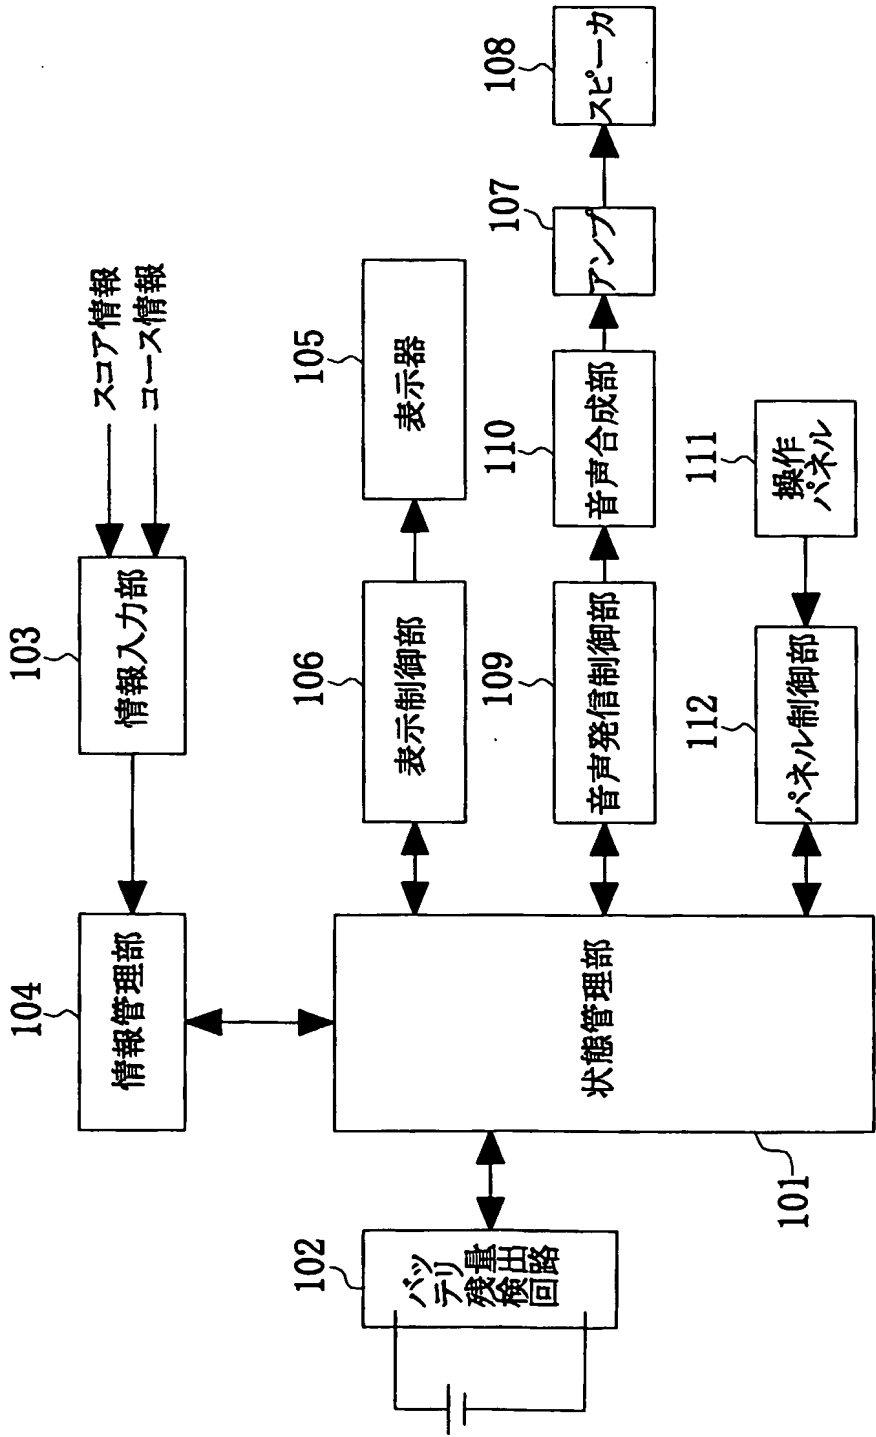 スコア情報
コース情報
103
情報入力部
104
情報管理部
105
表示器
106
表示制御部
108
スピーカ
107
アンプ
110
音声合成部
109
音声発信制御部
111
操作
パネル
112
パネル制御部
状態管理部
101
102
バッ
テリ
残量
検出
回路